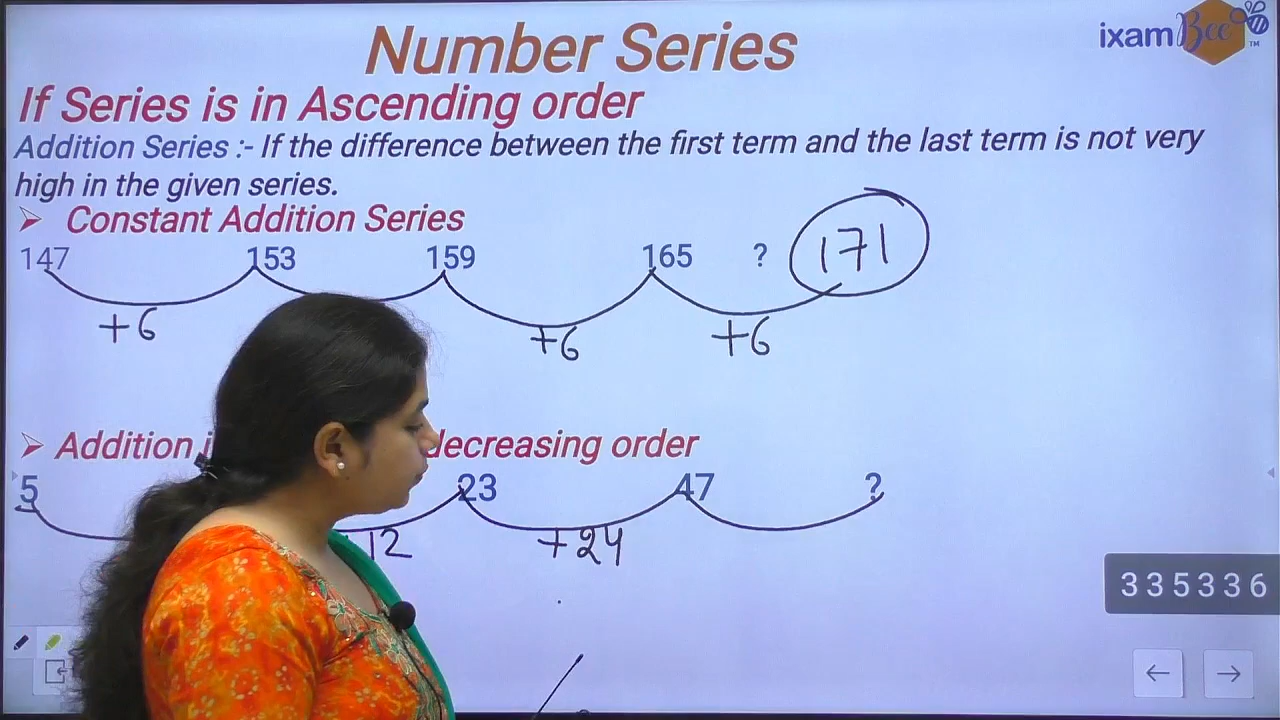 Number Series
ixamBee™
If Series is in Ascending order
Addition Series :- If the difference between the first term and the last term is not very
high in the given series.
➢ Constant Addition Series
147 153 159 165 ? 171
+6 +6 +6
➢ Addition decreasing order
5 23 47 ?
12 +24
335336